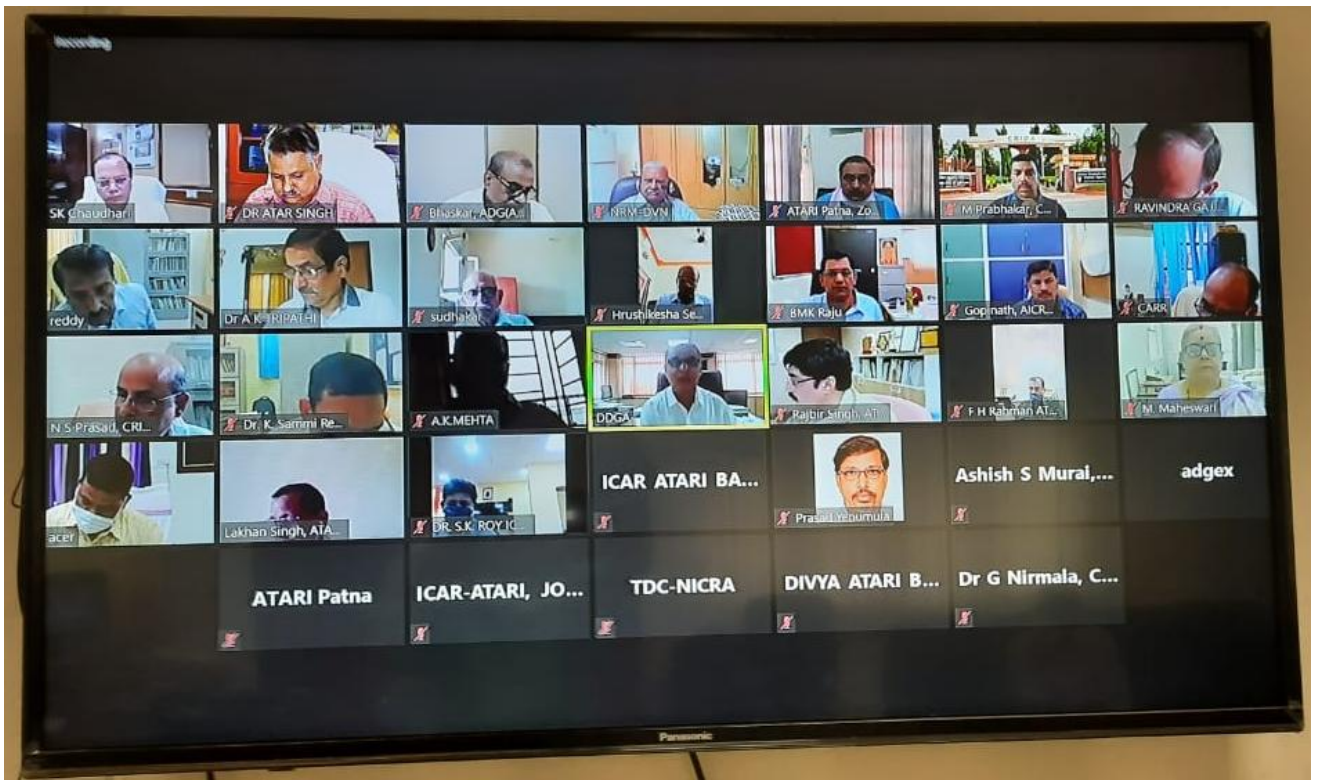 Recording
SK Chaudhari
DR ATAR SINGH
Bhaskar, ADG(A...
NRM-DVN
ATARI Patna, Zo...
M Prabhakar, C...
RAVINDRA GA
reddy
Dr A K TRIPATHI
sudhakar
Hrushikesha Se...
BMK Raju
Gopinath, AICR...
CARR
N S Prasad, CRI...
Dr. K. Sammi Re...
A.K.MEHTA
DDGA
Rajbir Singh, AT
F H Rahman AT...
M. Maheswari
acer
Lakhan Singh, ATA...
DR. S.K. ROY IC...
ICAR ATARI BA...
Prasad Yenumula
Ashish S Murai,...
adgex
ATARI Patna
ICAR-ATARI, JO...
TDC-NICRA
DIVYA ATARI B...
Dr G Nirmala, C...
Panasonic